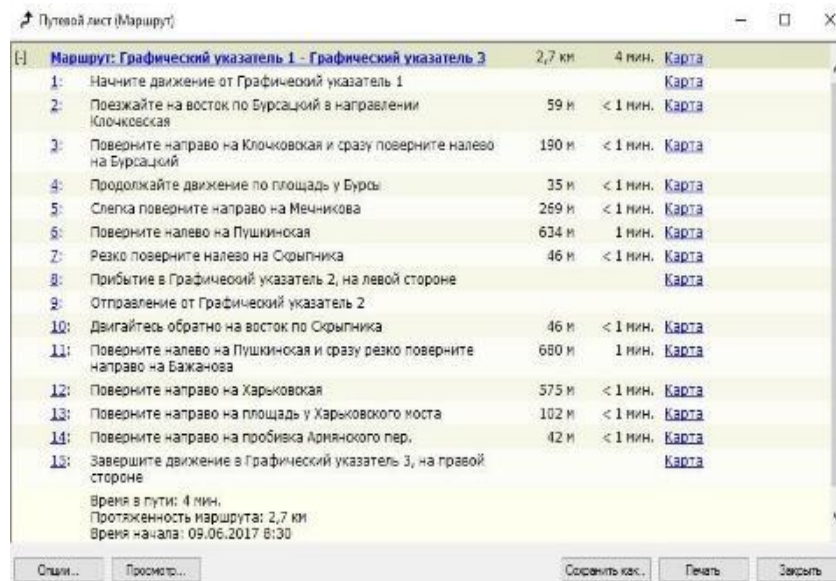 Путевой лист (Маршрут)
[-] Маршрут: Графический указатель 1 - Графический указатель 3 2,7 км 4 мин. Карта
1: Начните движение от Графический указатель 1 Карта
2: Поезжайте на восток по Бурсацкий в направлении 59 м < 1 мин. Карта
Клочковская
3: Поверните направо на Клочковская и сразу поверните налево 190 м < 1 мин. Карта
на Бурсацкий
4: Продолжайте движение по площадь у Бурсы 35 м < 1 мин. Карта
5: Слегка поверните направо на Мечникова 269 м < 1 мин. Карта
6: Поверните налево на Пушкинская 634 м 1 мин. Карта
7: Резко поверните налево на Скрыпника 46 м < 1 мин. Карта
8: Прибытие в Графический указатель 2, на левой стороне Карта
9: Отправление от Графический указатель 2
10: Двигайтесь обратно на восток по Скрыпника 46 м < 1 мин. Карта
11: Поверните налево на Пушкинская и сразу резко поверните 680 м 1 мин. Карта
направо на Бажанова
12: Поверните направо на Харьковская 575 м < 1 мин. Карта
13: Поверните направо на площадь у Харьковского моста 102 м < 1 мин. Карта
14: Поверните направо на пробивка Армянского пер. 42 м < 1 мин. Карта
15: Завершите движение в Графический указатель 3, на правой Карта
стороне
Время в пути: 4 мин.
Протяженность маршрута: 2,7 км
Время начала: 09.06.2017 8:30
Опции... Просмотр... Сохранить как... Печать Закрыть